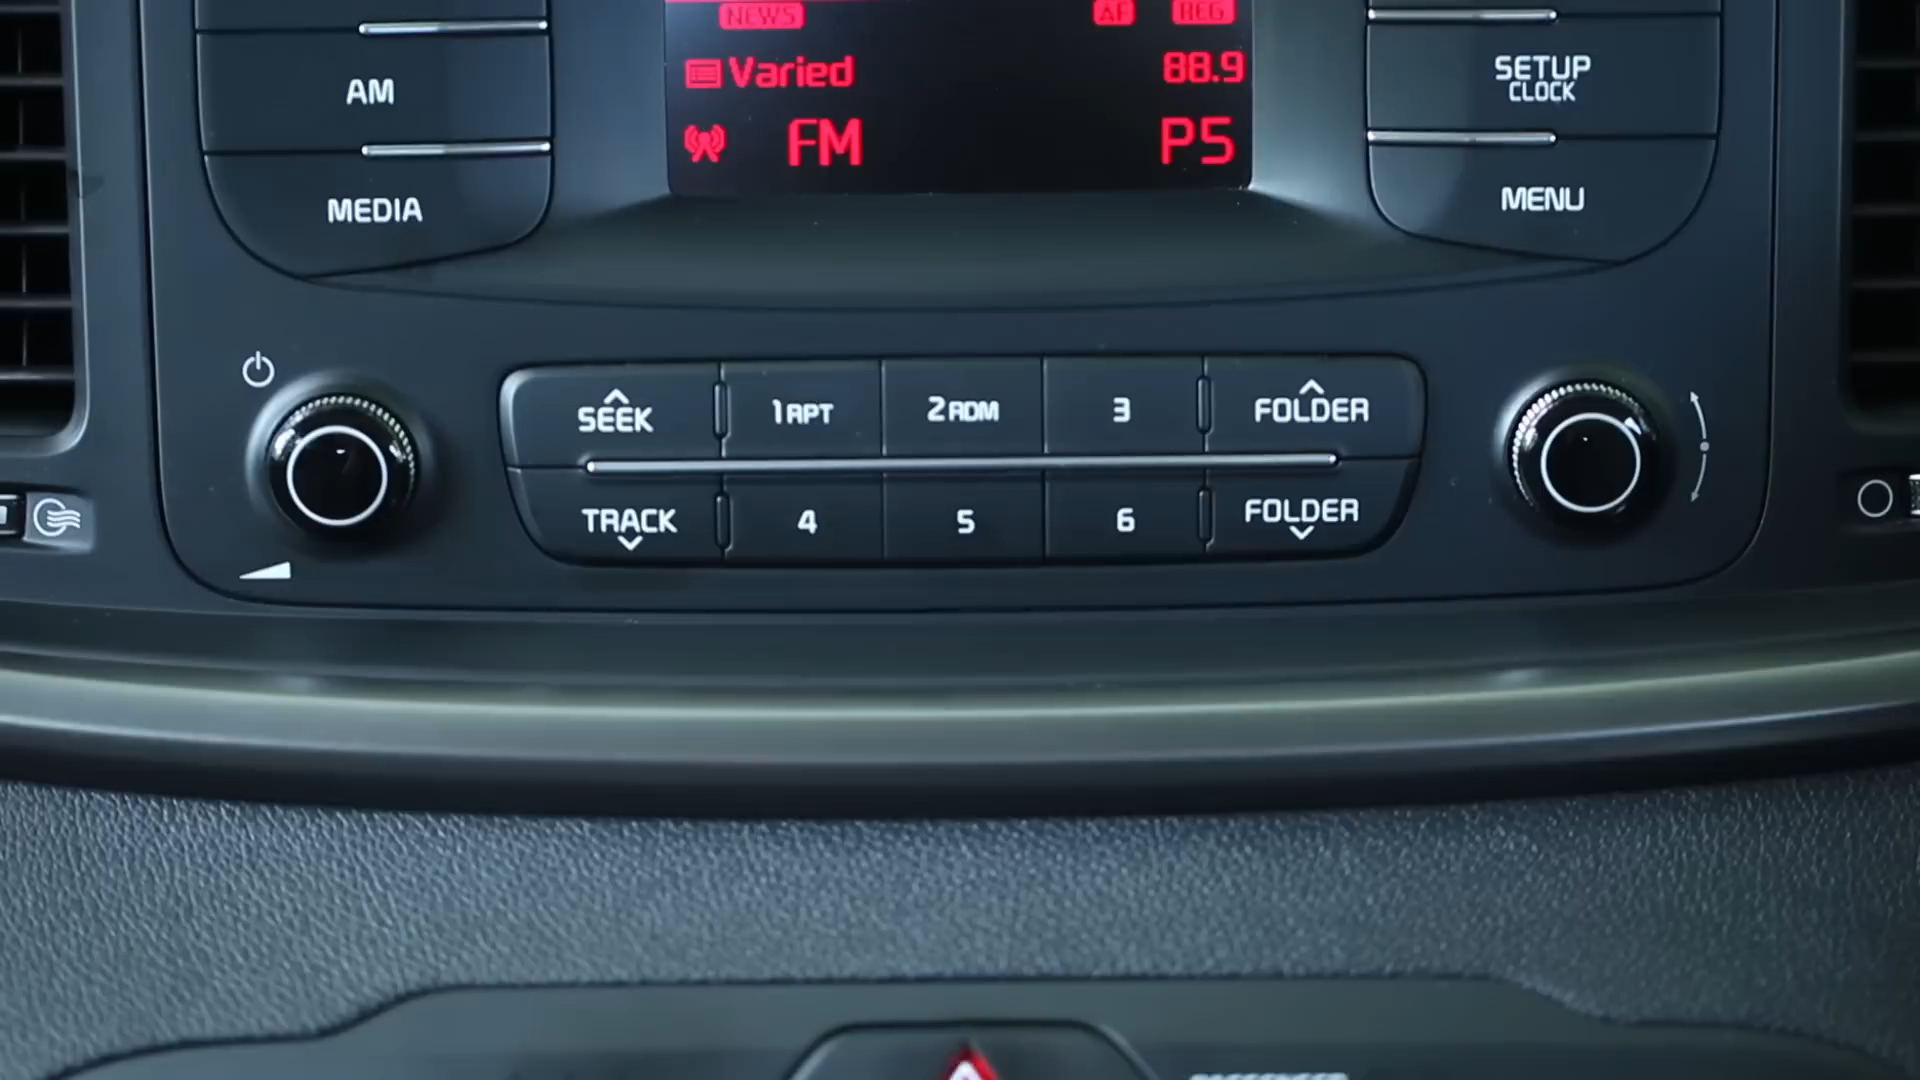 NEWS AF REG
AM
Varied 88.9
SETUP
CLOCK
FM P5
MEDIA
MENU
SEEK 1 RPT 2 RDM 3 FOLDER
TRACK 4 5 6 FOLDER